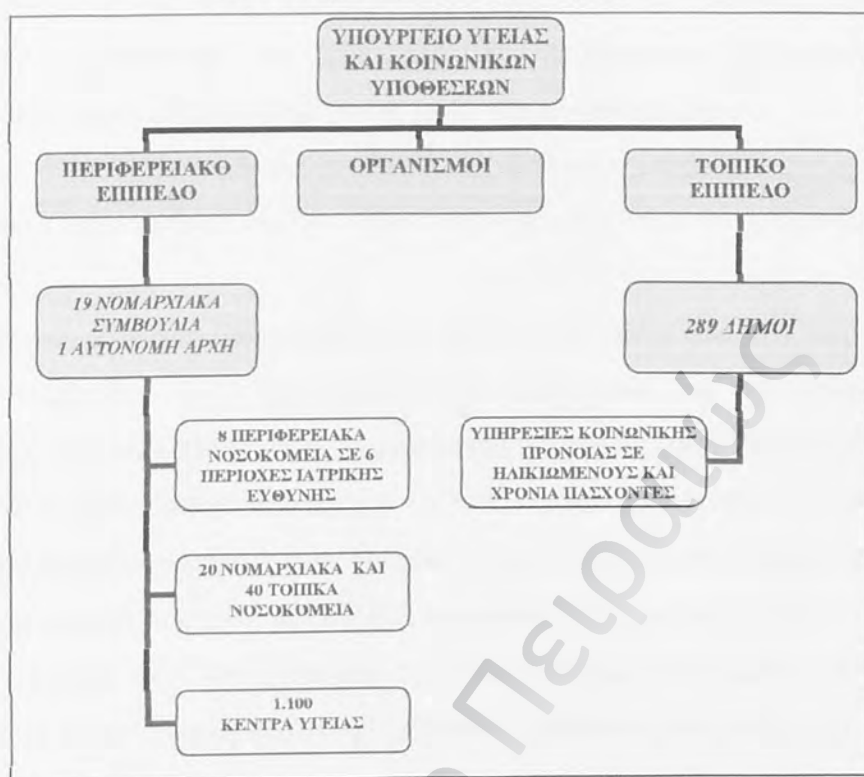 ΥΠΟΥΡΓΕΙΟ ΥΓΕΙΑΣ
ΚΑΙ ΚΟΙΝΩΝΙΚΩΝ
ΥΠΟΘΕΣΕΩΝ
ΠΕΡΙΦΕΡΕΙΑΚΟ
ΕΠΙΠΕΔΟ
ΟΡΓΑΝΙΣΜΟΙ
ΤΟΠΙΚΟ
ΕΠΙΠΕΔΟ
19 ΝΟΜΑΡΧΙΑΚΑ
ΣΥΜΒΟΥΛΙΑ
1 ΑΥΤΟΝΟΜΗ ΑΡΧΗ
289 ΔΗΜΟΙ
8 ΠΕΡΙΦΕΡΕΙΑΚΑ
ΝΟΣΟΚΟΜΕΙΑ ΣΕ 6
ΠΕΡΙΟΧΕΣ ΙΑΤΡΙΚΗΣ
ΕΥΘΥΝΗΣ
ΥΠΗΡΕΣΙΕΣ ΚΟΙΝΩΝΙΚΗΣ
ΠΡΟΝΟΙΑΣ ΣΕ
ΗΛΙΚΙΩΜΕΝΟΥΣ ΚΑΙ
ΧΡΟΝΙΑ ΠΑΣΧΟΝΤΕΣ
20 ΝΟΜΑΡΧΙΑΚΑ ΚΑΙ
40 ΤΟΠΙΚΑ
ΝΟΣΟΚΟΜΕΙΑ
1.100
ΚΕΝΤΡΑ ΥΓΕΙΑΣ
Πειραιώς